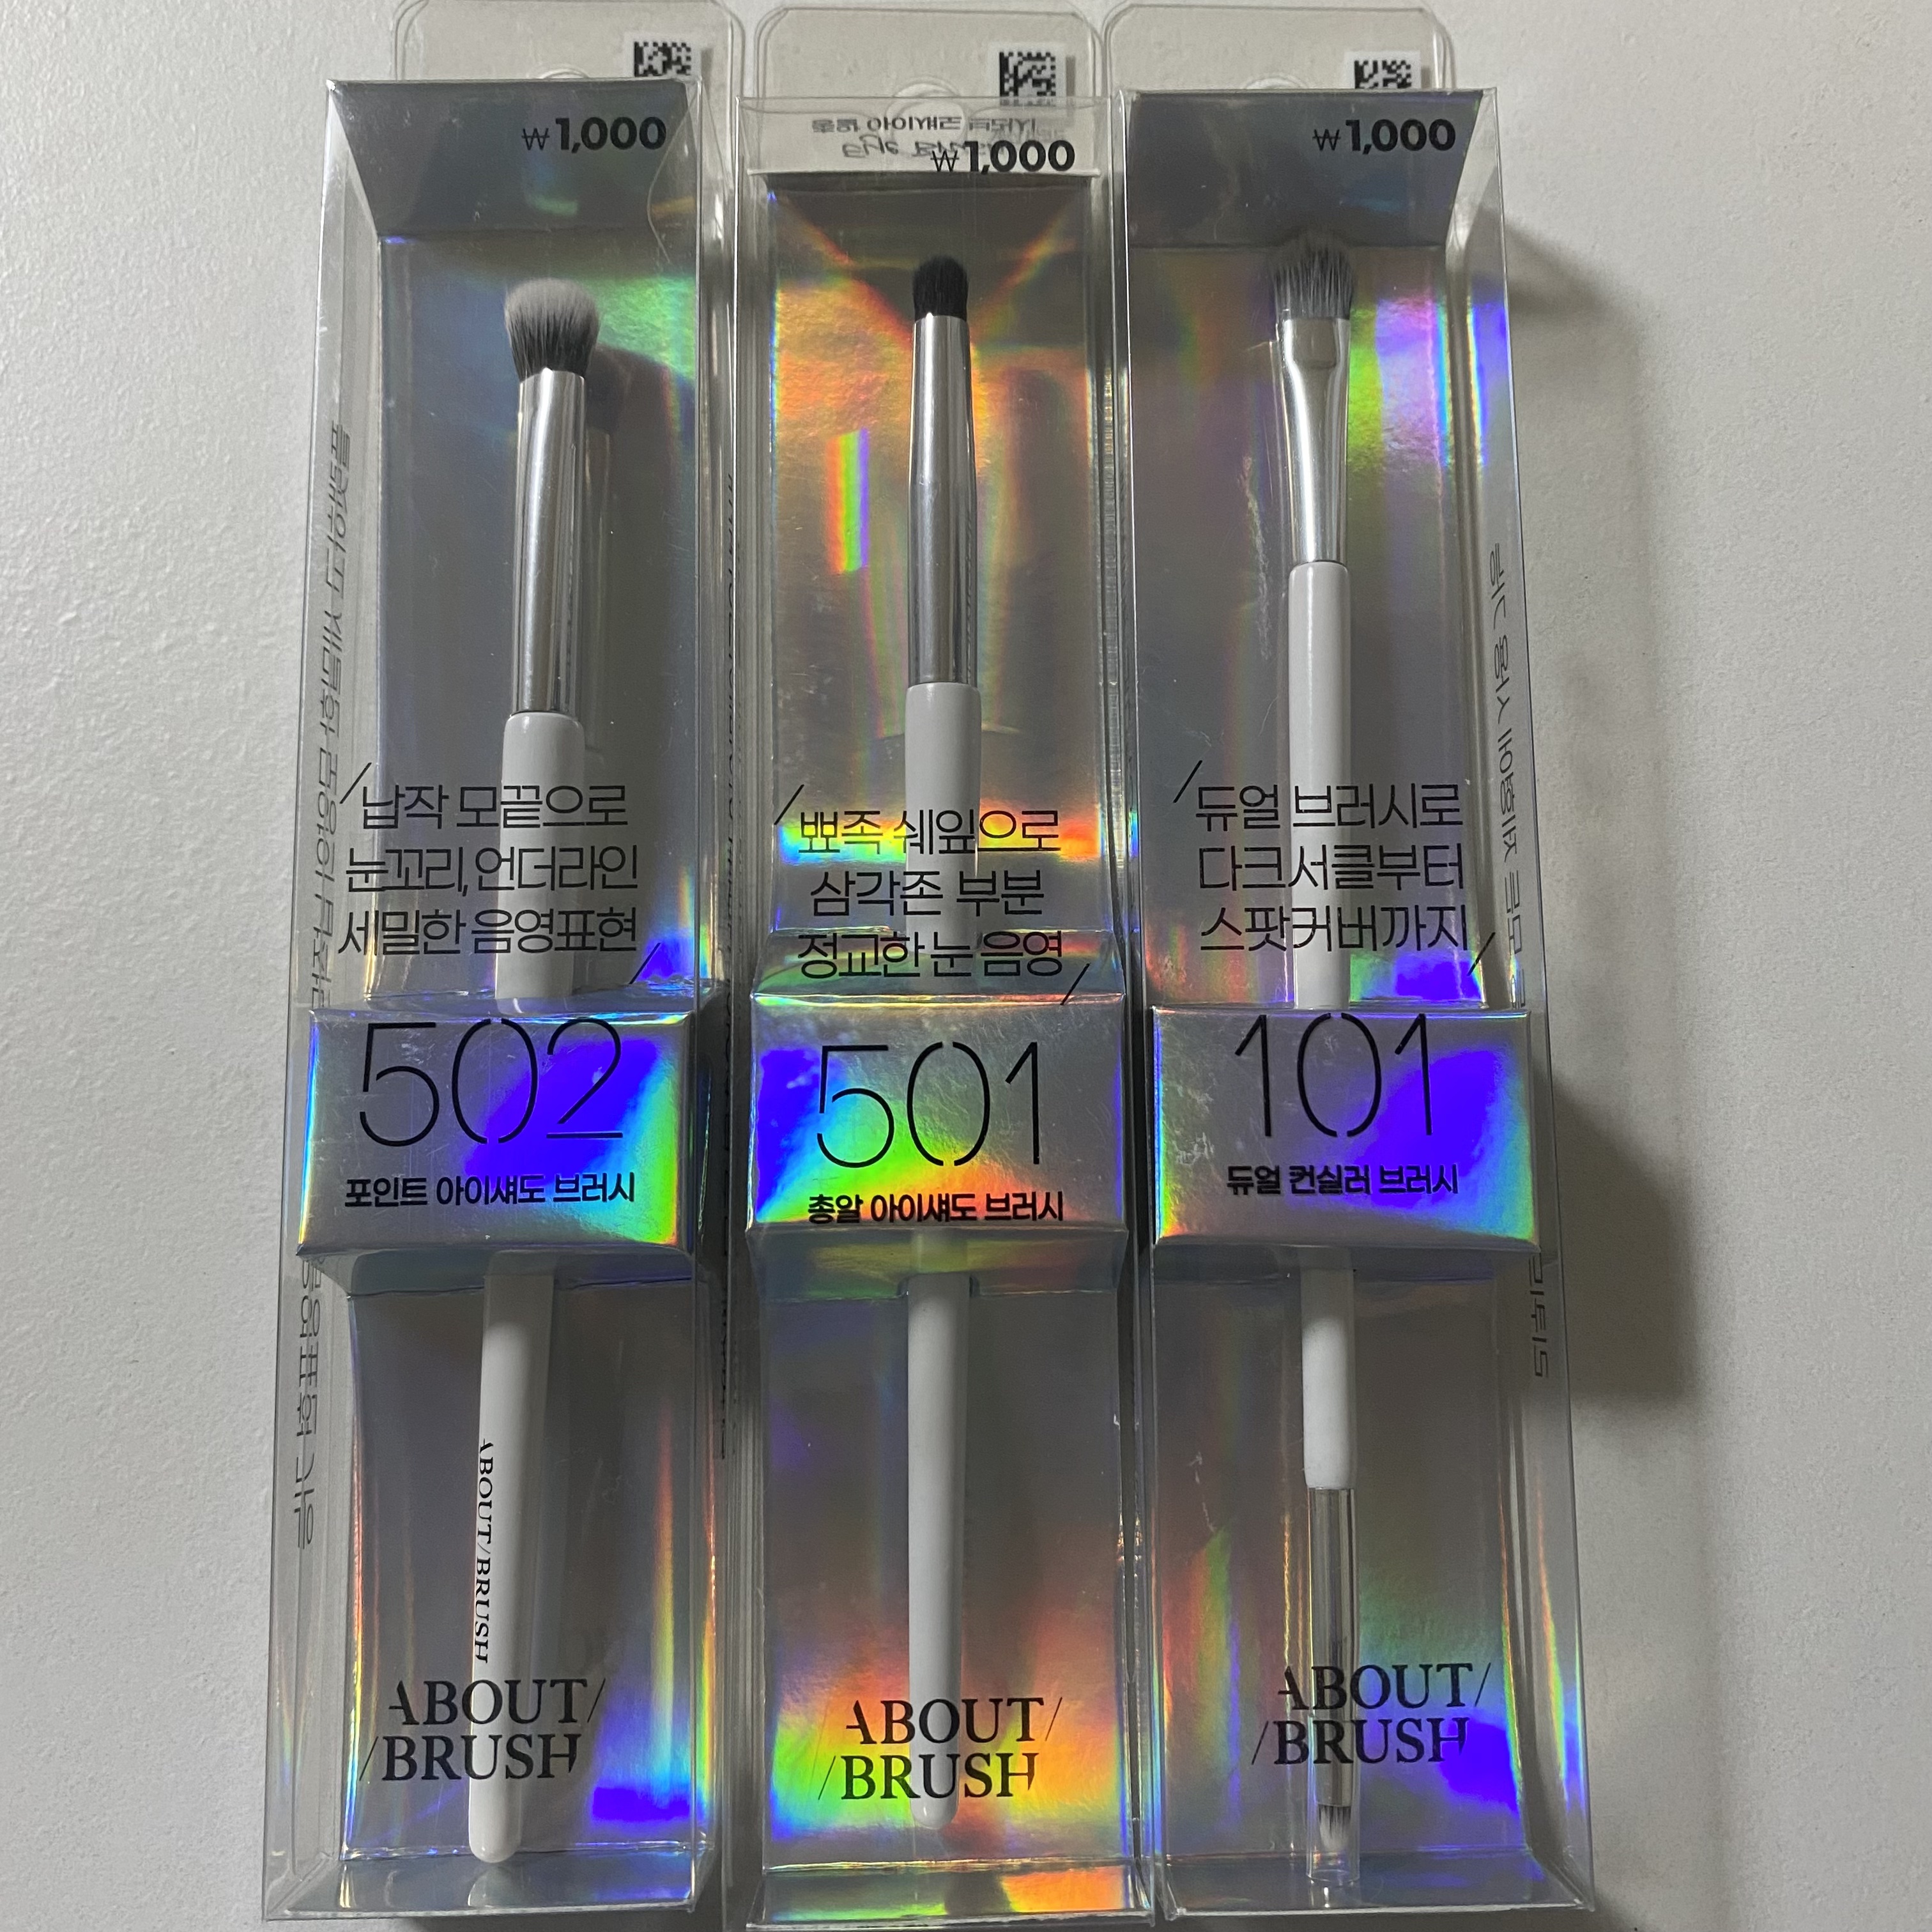 ₩1,000
/납작 모끝으로
눈꼬리, 언더라인
세밀한 음영표현/
502
포인트 아이섀도 브러시
ABOUT/BRUSH
ABOUT/
/BRUSH
₩1,000
/뾰족 쉐잎으로
삼각존 부분
정교한 눈 음영/
501
총알 아이섀도 브러시
ABOUT/
/BRUSH
₩1,000
/듀얼 브러시로
다크서클부터
스팟커버까지/
101
듀얼 컨실러 브러시
ABOUT/
/BRUSH